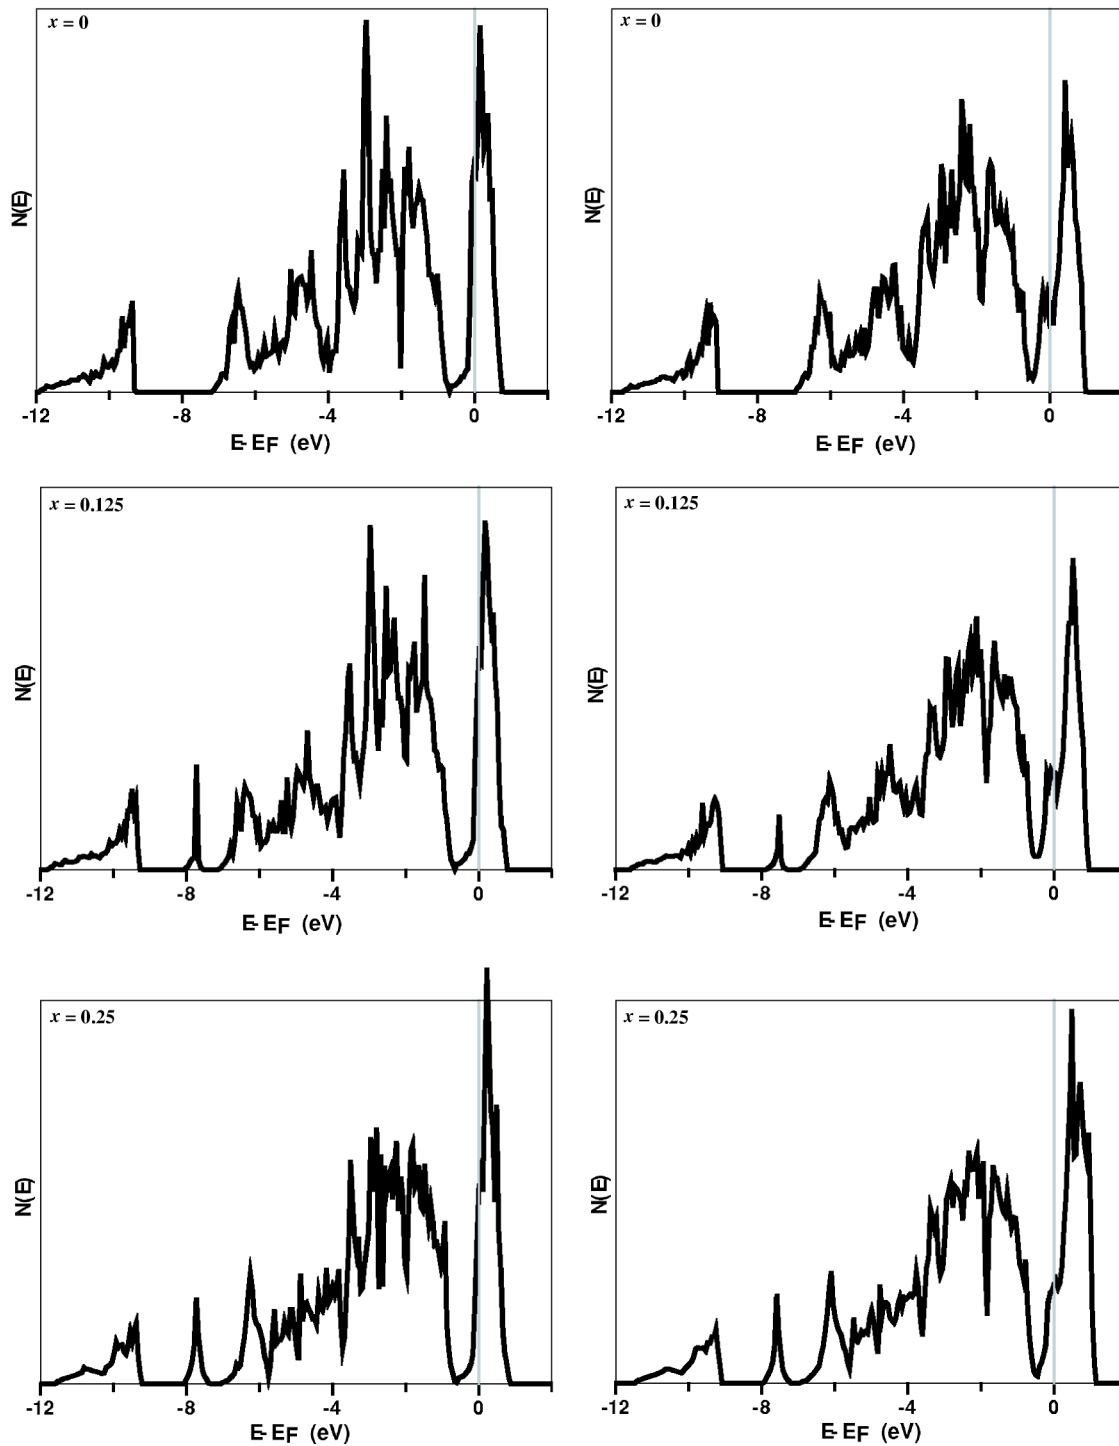 x = 0
N(E)
-12 -8 -4 0
E-EF (eV)
x = 0
N(E)
-12 -8 -4 0
E-EF (eV)
x = 0.125
N(E)
-12 -8 -4 0
E-EF (eV)
x = 0.125
N(E)
-12 -8 -4 0
E-EF (eV)
x = 0.25
N(E)
-12 -8 -4 0
E-EF (eV)
x = 0.25
N(E)
-12 -8 -4 0
E-EF (eV)